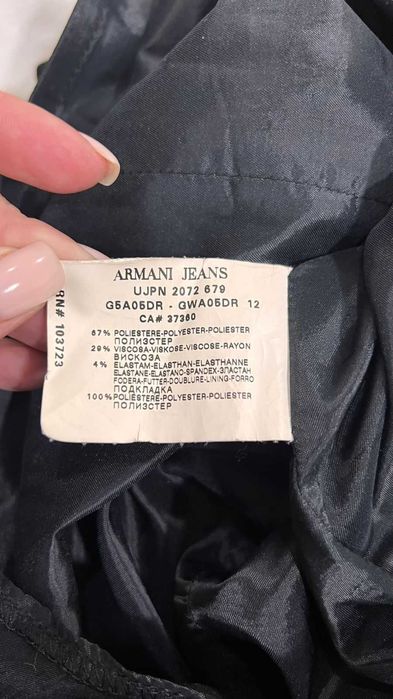 ARMANI JEANS
UJPN 2072 679
G5A05DR - GWA05DR 12
CA# 37360
67% POLIESTERE-POLYESTER-POLIESTER
ПОЛИЭСТЕР
29% VISCOSA-VISKOSE-VISCOSE-RAYON
ВИСКОЗА
4% ELASTAM-ELASTHAN-ELASTHANNE
ELASTANE-ELASTANO-SPANDEX-ЭЛАСТАН
FODERA-FUTTER-DOUBLURE-LINING-FORRO
ПОДКЛАДКА
100% POLIESTERE-POLYESTER-POLIESTER
ПОЛИЭСТЕР
RN# 103723